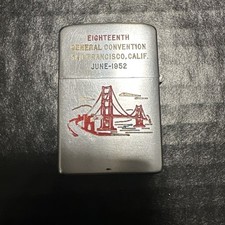 EIGHTEENTH
GENERAL CONVENTION
SAN FRANCISCO, CALIF.
JUNE-1952